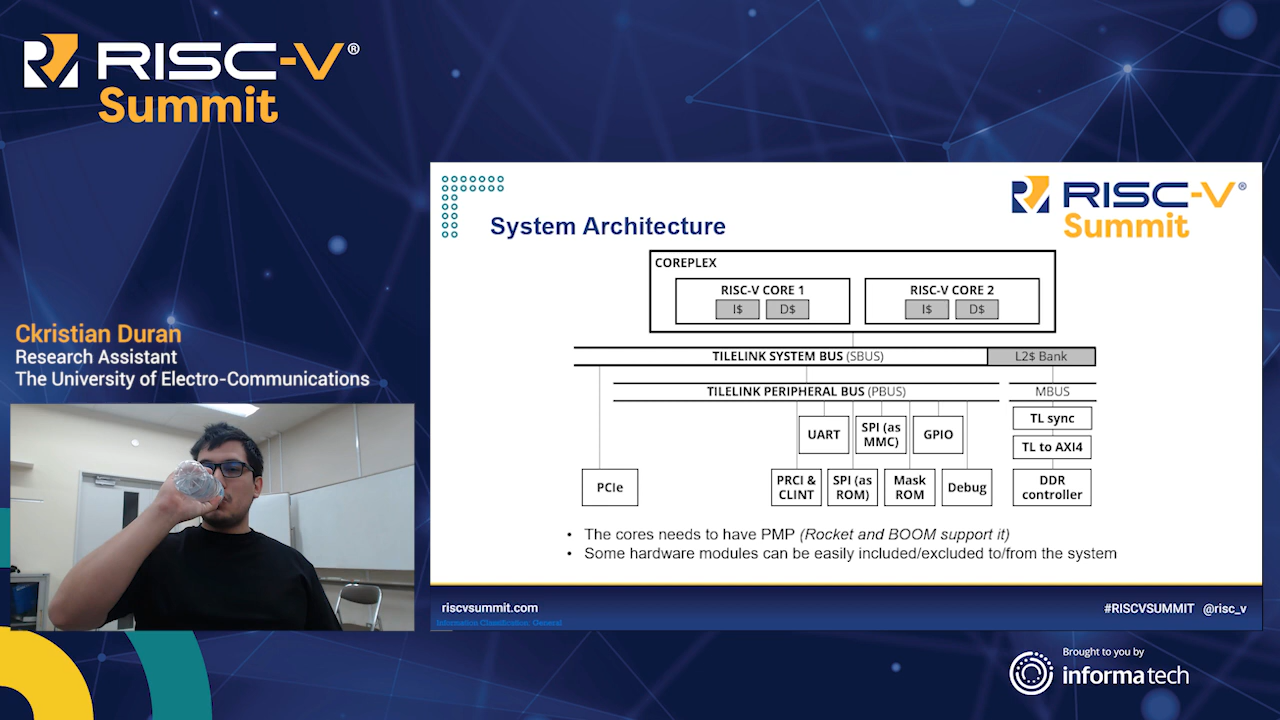 RISC-V®
Summit
Ckristian Duran
Research Assistant
The University of Electro-Communications
RISC-V®
Summit
System Architecture
COREPLEX
RISC-V CORE 1
I$ D$
RISC-V CORE 2
I$ D$
TILELINK SYSTEM BUS (SBUS)
L2$ Bank
TILELINK PERIPHERAL BUS (PBUS)
MBUS
UART
SPI (as
MMC)
GPIO
TL sync
TL to AXI4
PCIe
PRCI &
CLINT
SPI (as
ROM)
Mask
ROM
Debug
DDR
controller
• The cores needs to have PMP (Rocket and BOOM support it)
• Some hardware modules can be easily included/excluded to/from the system
riscvsummit.com
#RISCVSUMMIT @risc_v
Information Classification: General
Brought to you by
informa tech